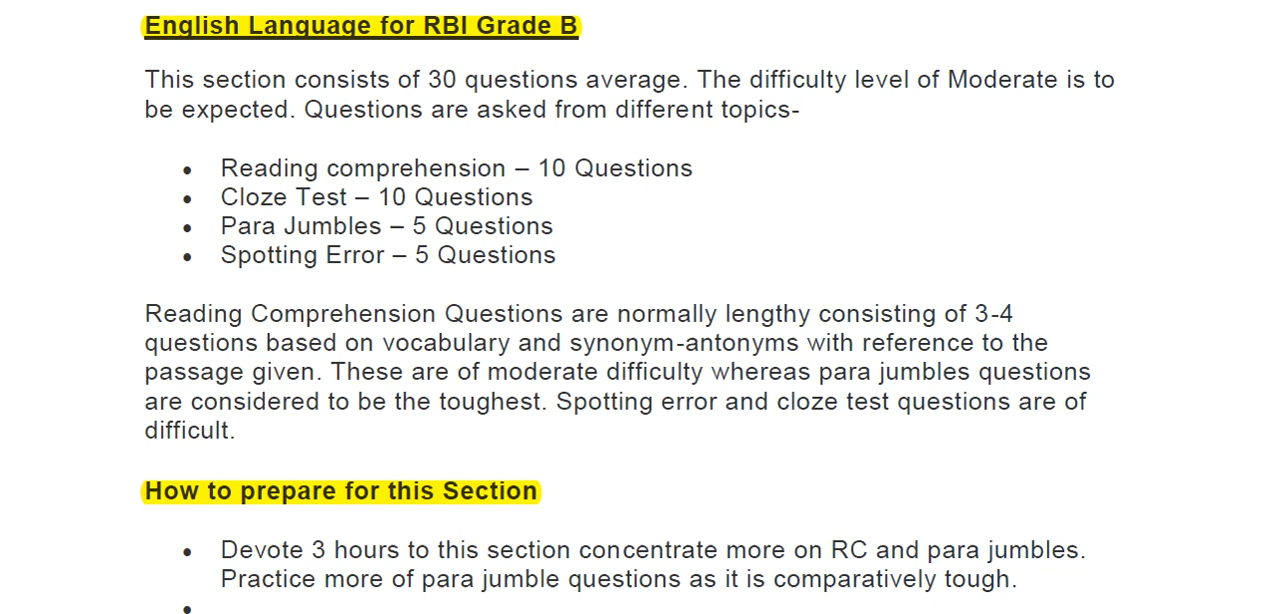 English Language for RBI Grade B
This section consists of 30 questions average. The difficulty level of Moderate is to
be expected. Questions are asked from different topics-
• Reading comprehension – 10 Questions
• Cloze Test – 10 Questions
• Para Jumbles – 5 Questions
• Spotting Error – 5 Questions
Reading Comprehension Questions are normally lengthy consisting of 3-4
questions based on vocabulary and synonym-antonyms with reference to the
passage given. These are of moderate difficulty whereas para jumbles questions
are considered to be the toughest. Spotting error and cloze test questions are of
difficult.
How to prepare for this Section
• Devote 3 hours to this section concentrate more on RC and para jumbles.
Practice more of para jumble questions as it is comparatively tough.
•